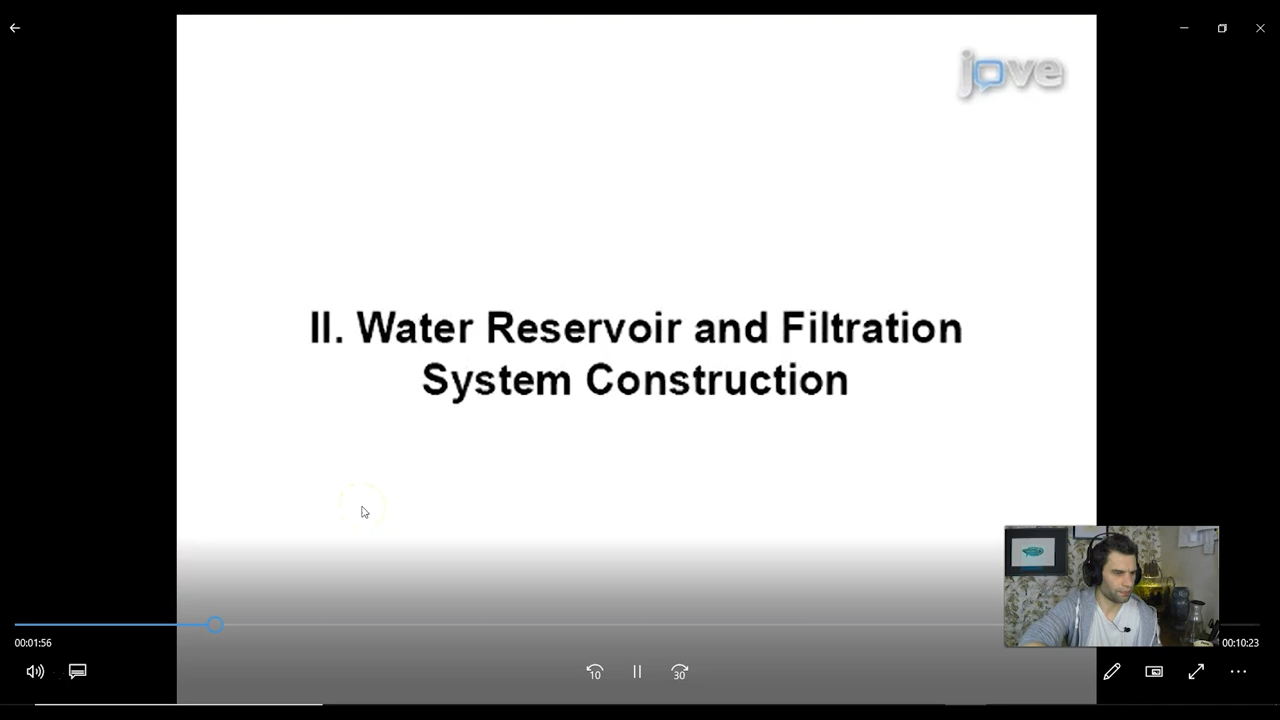 jove
II. Water Reservoir and Filtration
System Construction
00:01:56
00:10:23
10
30